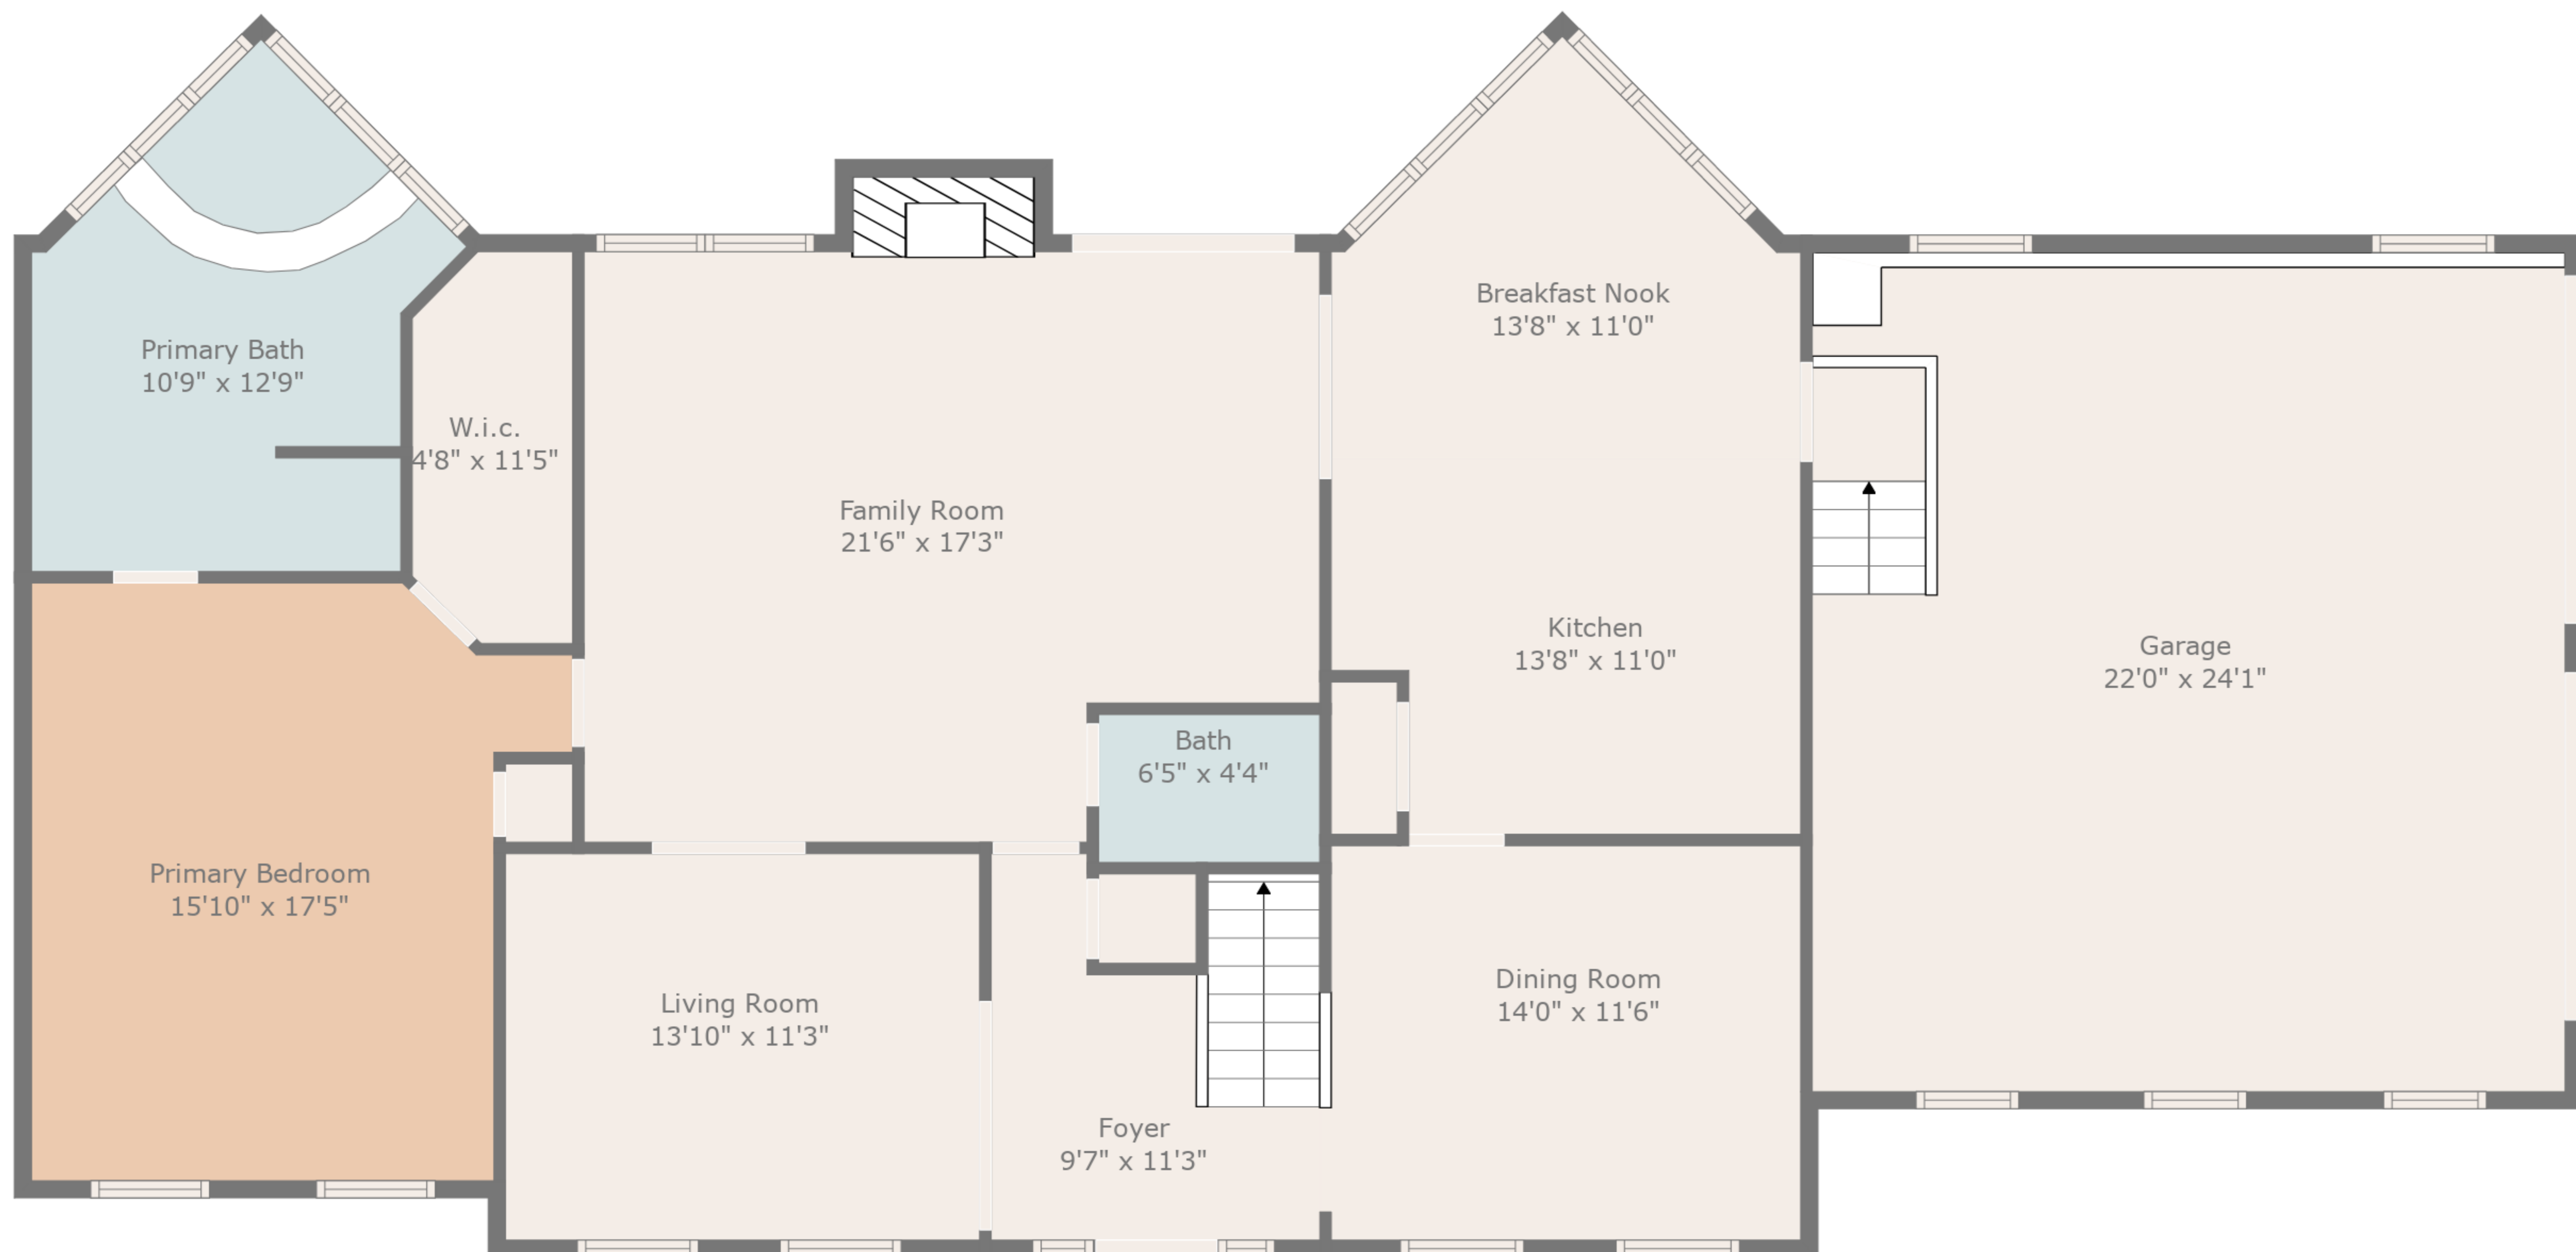 Breakfast Nook
13'8" x 11'0"
Primary Bath
10'9" x 12'9"
W.i.c.
4'8" x 11'5"
Family Room
21'6" x 17'3"
Kitchen
13'8" x 11'0"
Garage
22'0" x 24'1"
Bath
6'5" x 4'4"
Primary Bedroom
15'10" x 17'5"
Dining Room
14'0" x 11'6"
Living Room
13'10" x 11'3"
Foyer
9'7" x 11'3"